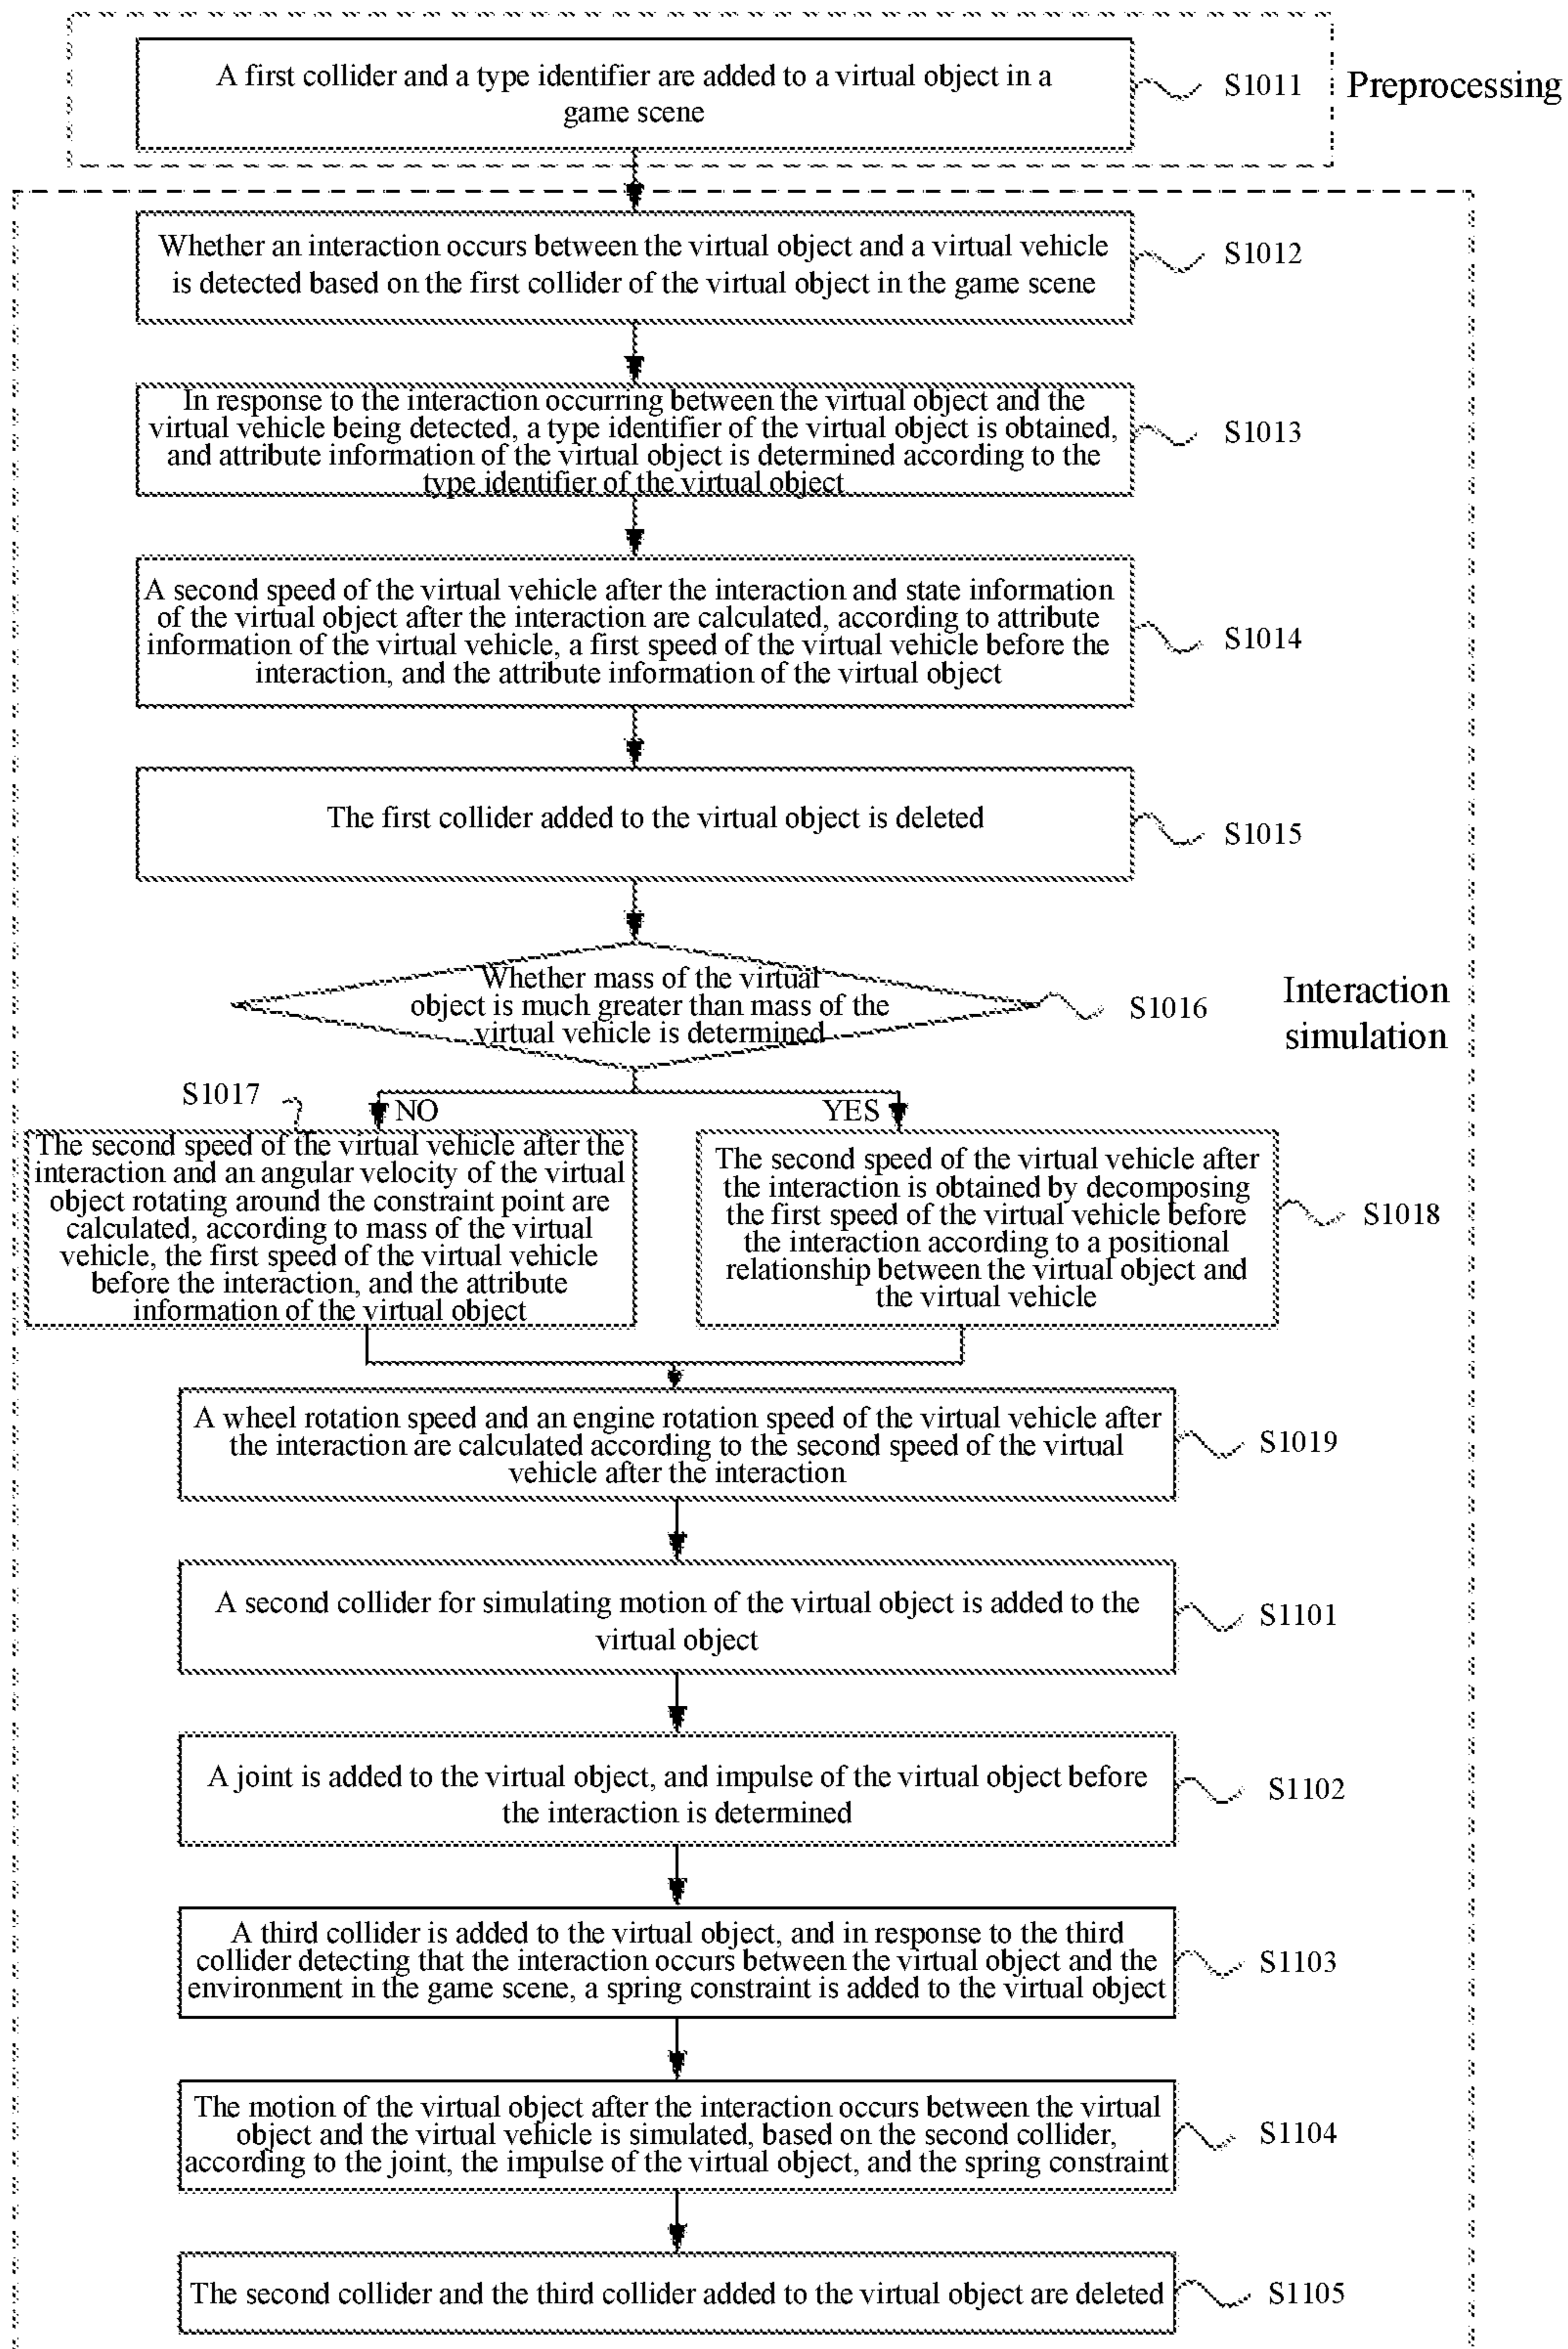 A first collider and a type identifier are added to a virtual object in a
game scene
S1011
Preprocessing
Whether an interaction occurs between the virtual object and a virtual vehicle
is detected based on the first collider of the virtual object in the game scene
S1012
In response to the interaction occurring between the virtual object and the
virtual vehicle being detected, a type identifier of the virtual object is obtained,
and attribute information of the virtual object is determined according to the
type identifier of the virtual object
S1013
A second speed of the virtual vehicle after the interaction and state information
of the virtual object after the interaction are calculated, according to attribute
information of the virtual vehicle, a first speed of the virtual vehicle before the
interaction, and the attribute information of the virtual object
S1014
The first collider added to the virtual object is deleted
S1015
Whether mass of the virtual
object is much greater than mass of the
virtual vehicle is determined
S1016
Interaction
simulation
S1017
NO
YES
The second speed of the virtual vehicle after the
interaction and an angular velocity of the virtual
object rotating around the constraint point are
calculated, according to mass of the virtual
vehicle, the first speed of the virtual vehicle
before the interaction, and the attribute
information of the virtual object
The second speed of the virtual vehicle after
the interaction is obtained by decomposing
the first speed of the virtual vehicle before
the interaction according to a positional
relationship between the virtual object and
the virtual vehicle
S1018
A wheel rotation speed and an engine rotation speed of the virtual vehicle after
the interaction are calculated according to the second speed of the virtual
vehicle after the interaction
S1019
A second collider for simulating motion of the virtual object is added to the
virtual object
S1101
A joint is added to the virtual object, and impulse of the virtual object before
the interaction is determined
S1102
A third collider is added to the virtual object, and in response to the third
collider detecting that the interaction occurs between the virtual object and the
environment in the game scene, a spring constraint is added to the virtual object
S1103
The motion of the virtual object after the interaction occurs between the virtual
object and the virtual vehicle is simulated, based on the second collider,
according to the joint, the impulse of the virtual object, and the spring constraint
S1104
The second collider and the third collider added to the virtual object are deleted
S1105